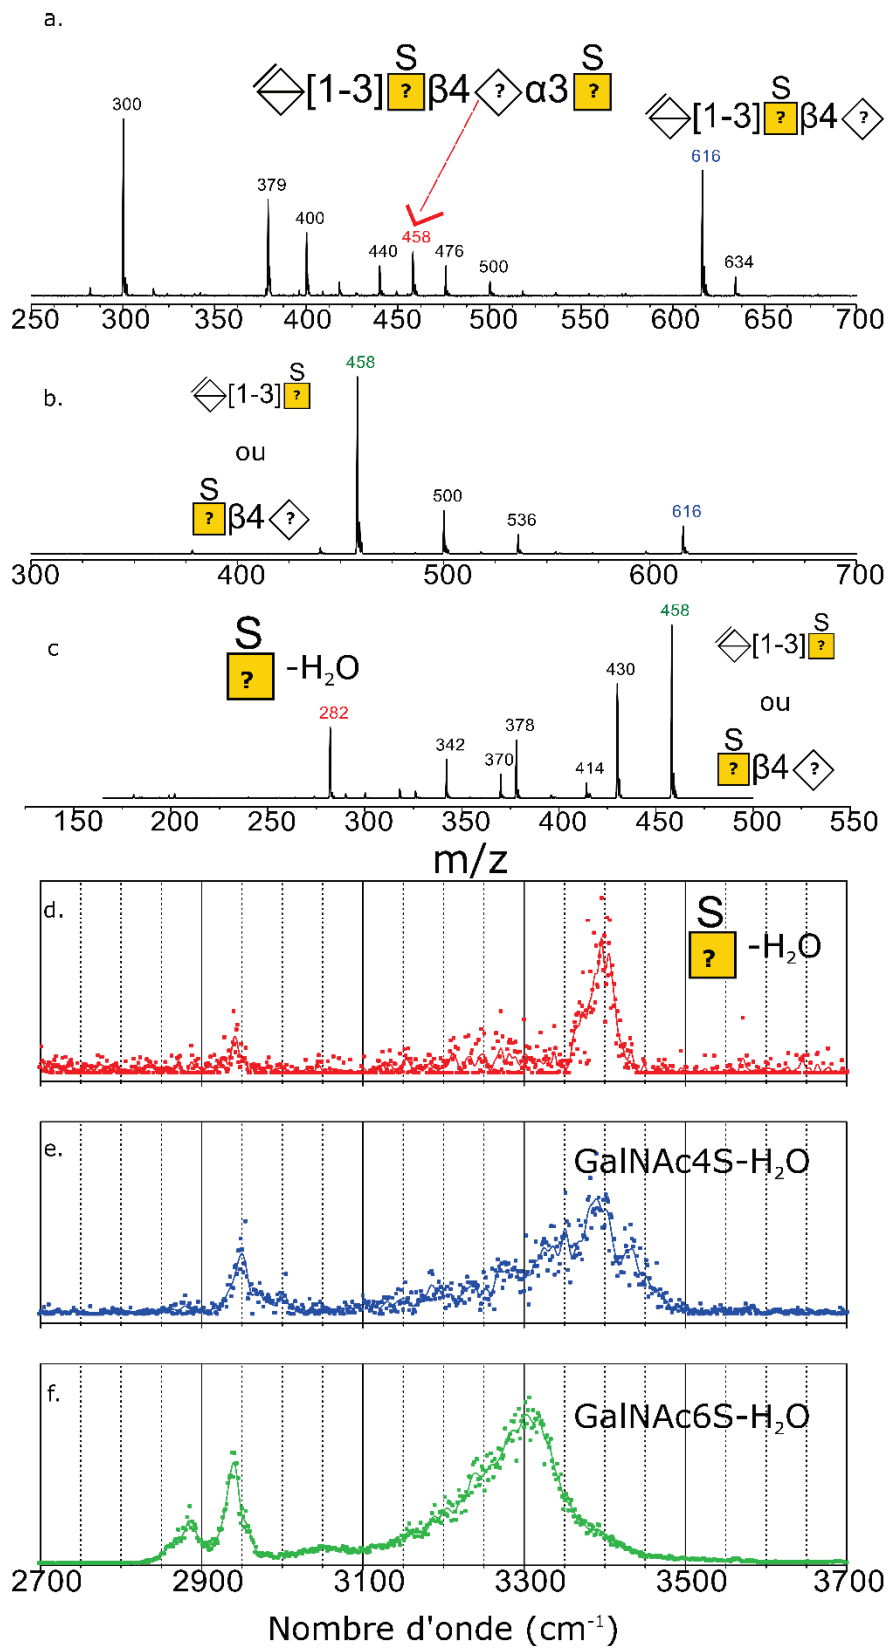 a.
S S
[1-3] ? β4 ? α3 ?
S
[1-3] ? β4 ?
300
379
400
440
458
476
500
616
634
250 300 350 400 450 500 550 600 650 700
b.
S
[1-3] ?
ou
S
? β4 ?
458
500
536
616
300 400 500 600 700
c
S
? -H₂O
282
342
370
378
414
430
458
S
[1-3] ?
ou
S
? β4 ?
150 200 250 300 350 400 450 500 550
m/z
d.
S
? -H₂O
e.
GalNAc4S-H₂O
f.
GalNAc6S-H₂O
2700 2900 3100 3300 3500 3700
Nombre d'onde (cm⁻¹)